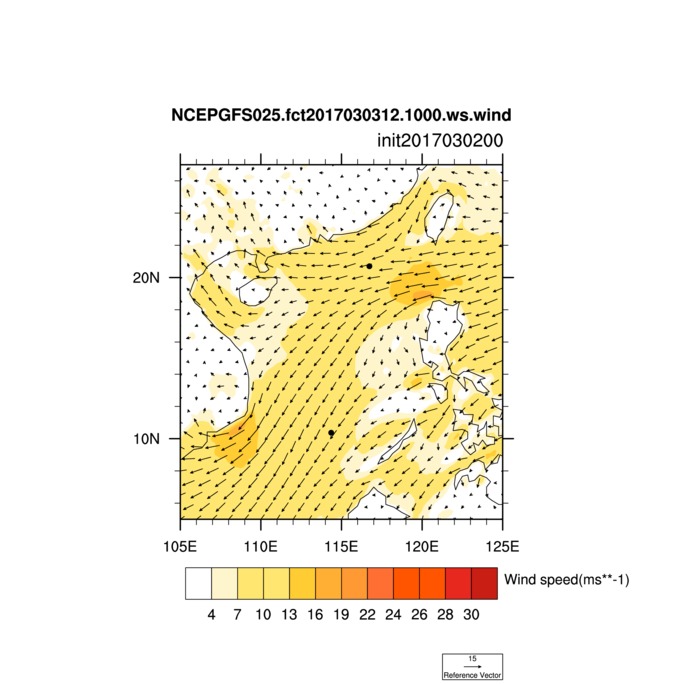 NCEPGFS025.fct2017030312.1000.ws.wind
init2017030200
20N
10N
105E 110E 115E 120E 125E
Wind speed(ms**-1)
4 7 10 13 16 19 22 24 26 28 30
15
Reference Vector